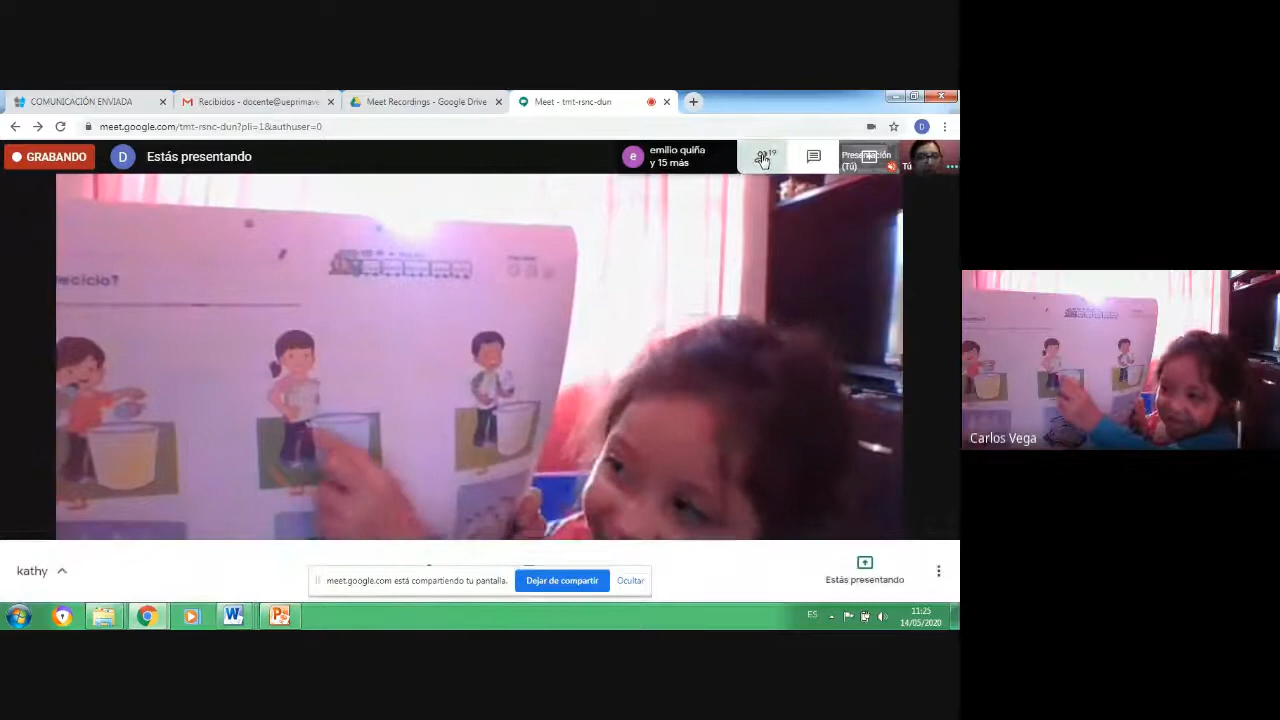 COMUNICACIÓN ENVIADA
Recibidos - docente@ueprimave
Meet Recordings - Google Drive
Meet - tmt-rsnc-dun
meet.google.com/tmt-rsnc-dun?pli=1&authuser=0
D
GRABANDO
D
Estás presentando
e
emilio quiña
y 15 más
19
Presentación
(Tú)
Tú
Carlos Vega
kathy
meet.google.com está compartiendo tu pantalla.
Dejar de compartir
Ocultar
Estás presentando
ES
11:25
14/05/2020